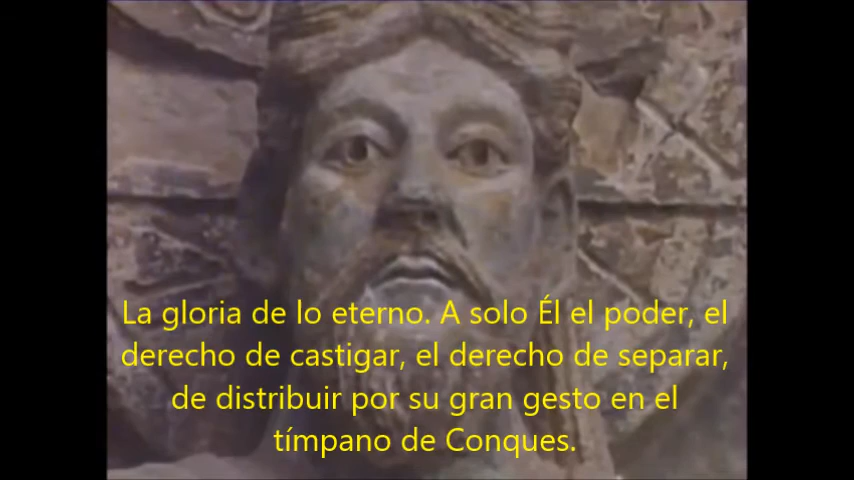 La gloria de lo eterno. A solo Él el poder, el
derecho de castigar, el derecho de separar,
de distribuir por su gran gesto en el
tímpano de Conques.